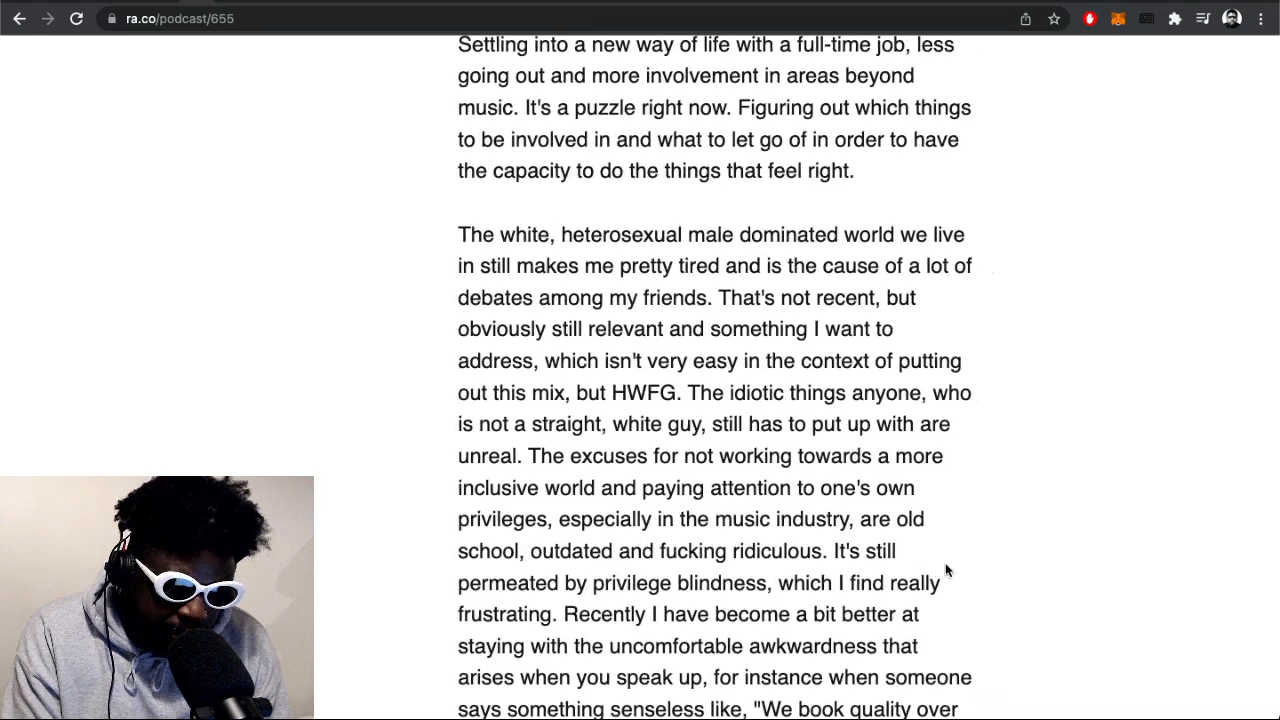 ra.co/podcast/655
Settling into a new way of life with a full-time job, less
going out and more involvement in areas beyond
music. It's a puzzle right now. Figuring out which things
to be involved in and what to let go of in order to have
the capacity to do the things that feel right.
The white, heterosexual male dominated world we live
in still makes me pretty tired and is the cause of a lot of
debates among my friends. That's not recent, but
obviously still relevant and something I want to
address, which isn't very easy in the context of putting
out this mix, but HWFG. The idiotic things anyone, who
is not a straight, white guy, still has to put up with are
unreal. The excuses for not working towards a more
inclusive world and paying attention to one's own
privileges, especially in the music industry, are old
school, outdated and fucking ridiculous. It's still
permeated by privilege blindness, which I find really
frustrating. Recently I have become a bit better at
staying with the uncomfortable awkwardness that
arises when you speak up, for instance when someone
says something senseless like, "We book quality over